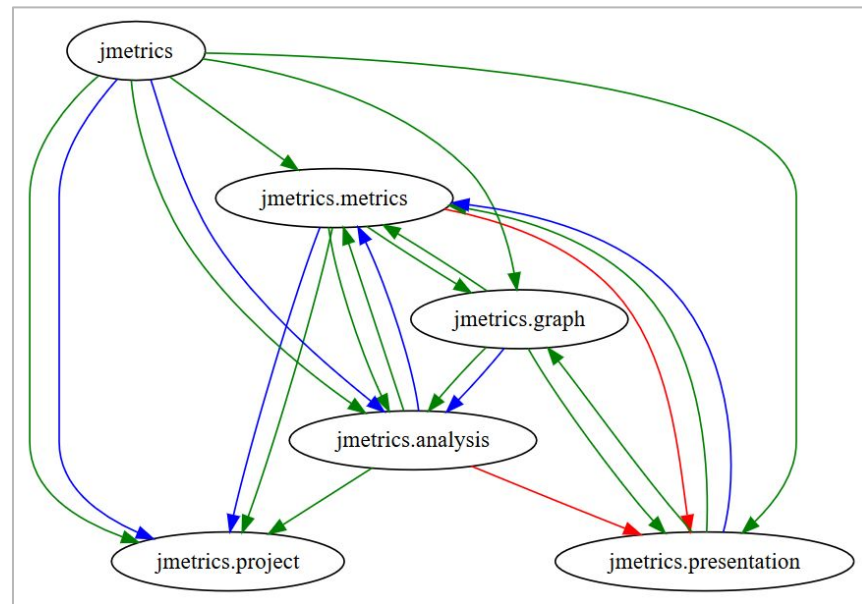 jmetrics
jmetrics.metrics
jmetrics.graph
jmetrics.analysis
jmetrics.project
jmetrics.presentation